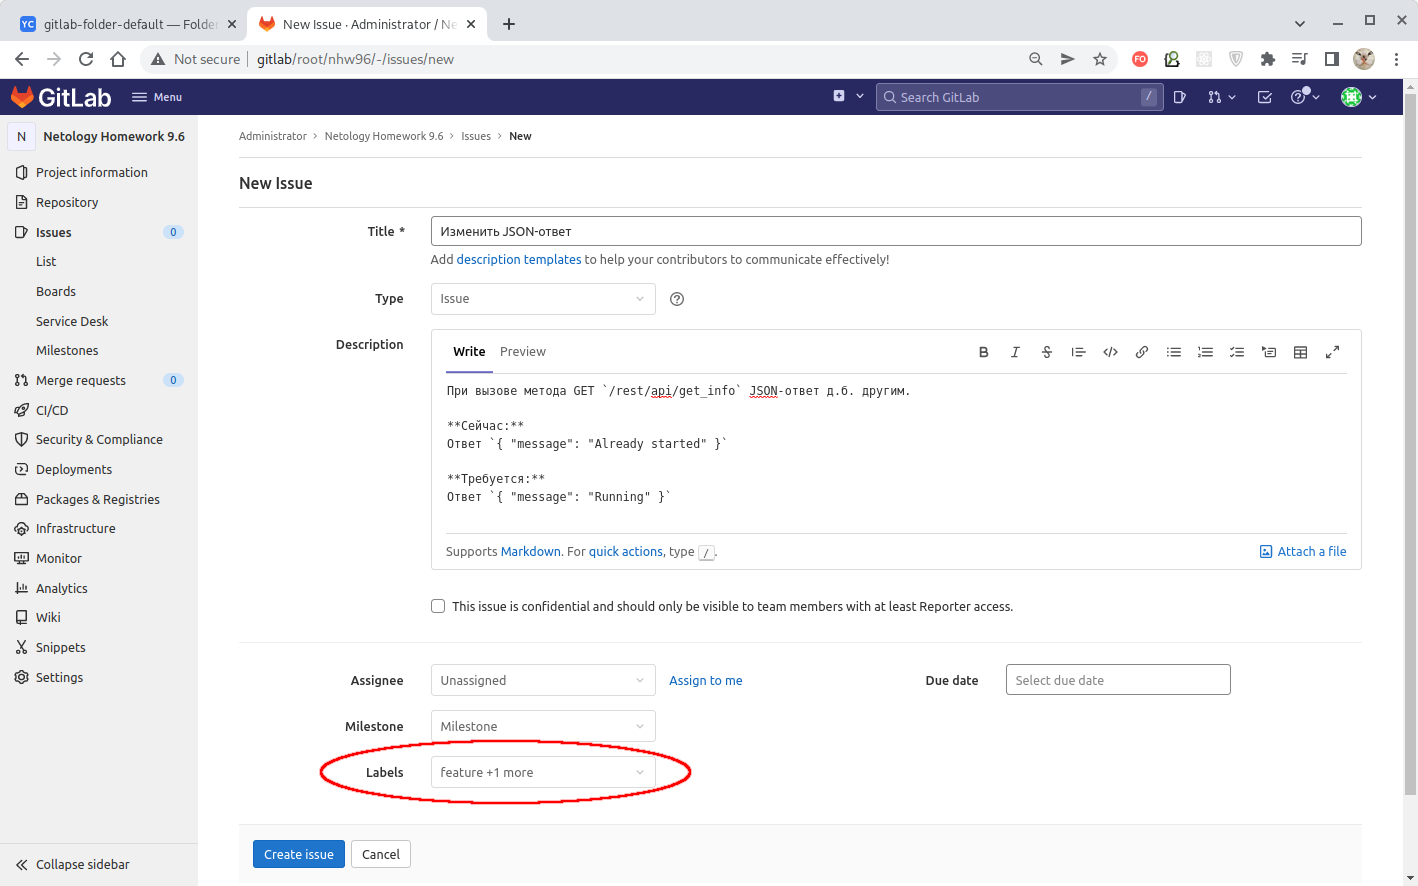 gitlab-folder-default — Folde
New Issue · Administrator / Ne
Not secure
gitlab/root/nhw96/-/issues/new
FO
GitLab
Menu
Search GitLab
/
N
Netology Homework 9.6
Project information
Repository
Issues
0
List
Boards
Service Desk
Milestones
Merge requests
0
CI/CD
Security & Compliance
Deployments
Packages & Registries
Infrastructure
Monitor
Analytics
Wiki
Snippets
Settings
Collapse sidebar
Administrator > Netology Homework 9.6 > Issues > New
New Issue
Title *
Изменить JSON-ответ
Add description templates to help your contributors to communicate effectively!
Type
Issue
Description
Write
Preview
При вызове метода GET `/rest/api/get_info` JSON-ответ д.б. другим.
**Сейчас:**
Ответ `{ "message": "Already started" }`
**Требуется:**
Ответ `{ "message": "Running" }`
Supports Markdown. For quick actions, type /.
Attach a file
This issue is confidential and should only be visible to team members with at least Reporter access.
Assignee
Unassigned
Assign to me
Due date
Select due date
Milestone
Milestone
Labels
feature +1 more
Create issue
Cancel
YC